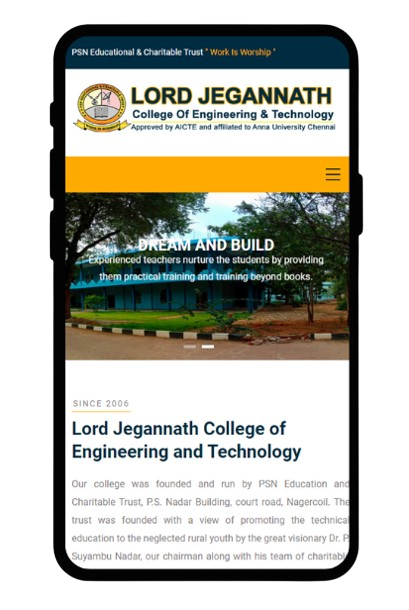 PSN Educational & Charitable Trust " Work Is Worship "
LORD JEGANNATH
College Of Engineering & Technology
Approved by AICTE and affiliated to Anna University Chennai
DREAM AND BUILD
Experienced teachers nurture the students by providing
them practical training and training beyond books.
SINCE 2006
Lord Jegannath College of
Engineering and Technology
Our college was founded and run by PSN Education and
Charitable Trust, P.S. Nadar Building, court road, Nagercoil. The
trust was founded with a view of promoting the technical
education to the neglected rural youth by the great visionary Dr. P.
Suyambu Nadar, our chairman along with his team of charitable